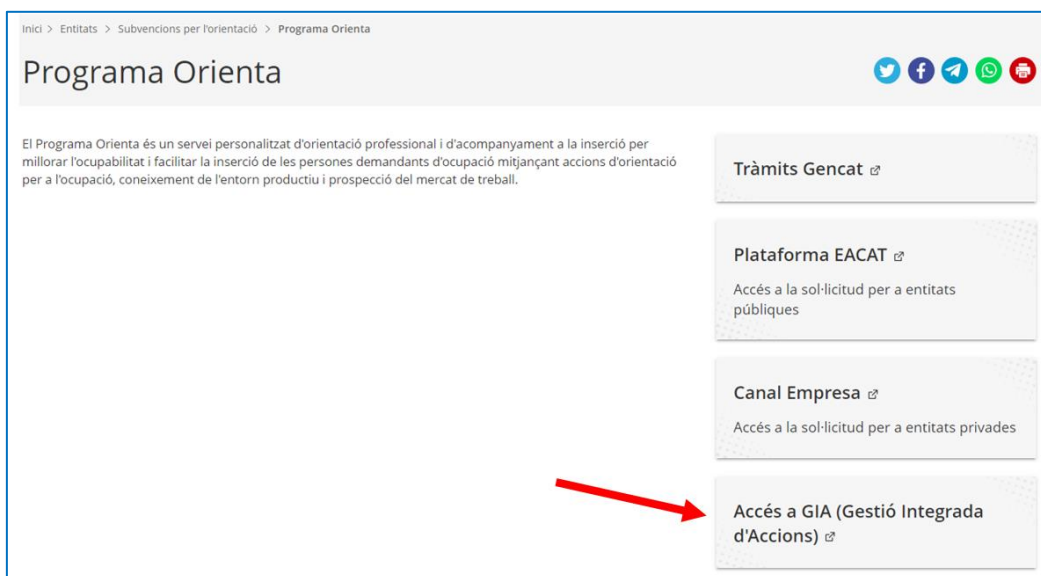 Inici > Entitats > Subvencions per l'orientació > Programa Orienta
Programa Orienta
El Programa Orienta és un servei personalitzat d'orientació professional i d'acompanyament a la inserció per
millorar l'ocupabilitat i facilitar la inserció de les persones demandants d'ocupació mitjançant accions d'orientació
per a l'ocupació, coneixement de l'entorn productiu i prospecció del mercat de treball.
Tràmits Gencat
Plataforma EACAT
Accés a la sol·licitud per a entitats
públiques
Canal Empresa
Accés a la sol·licitud per a entitats privades
Accés a GIA (Gestió Integrada
d'Accions)